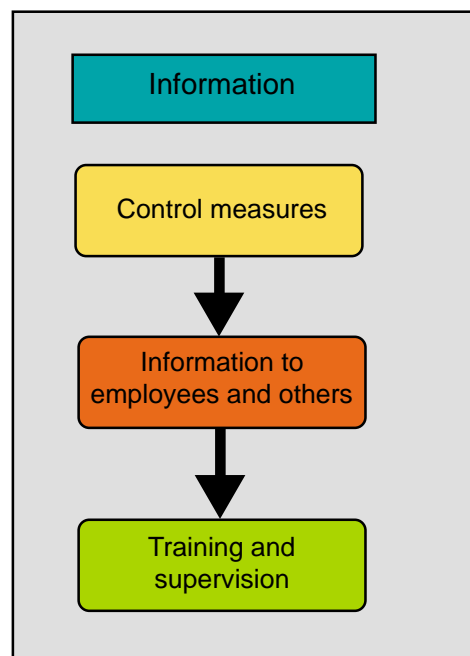 Information
Control measures
Information to
employees and others
Training and
supervision